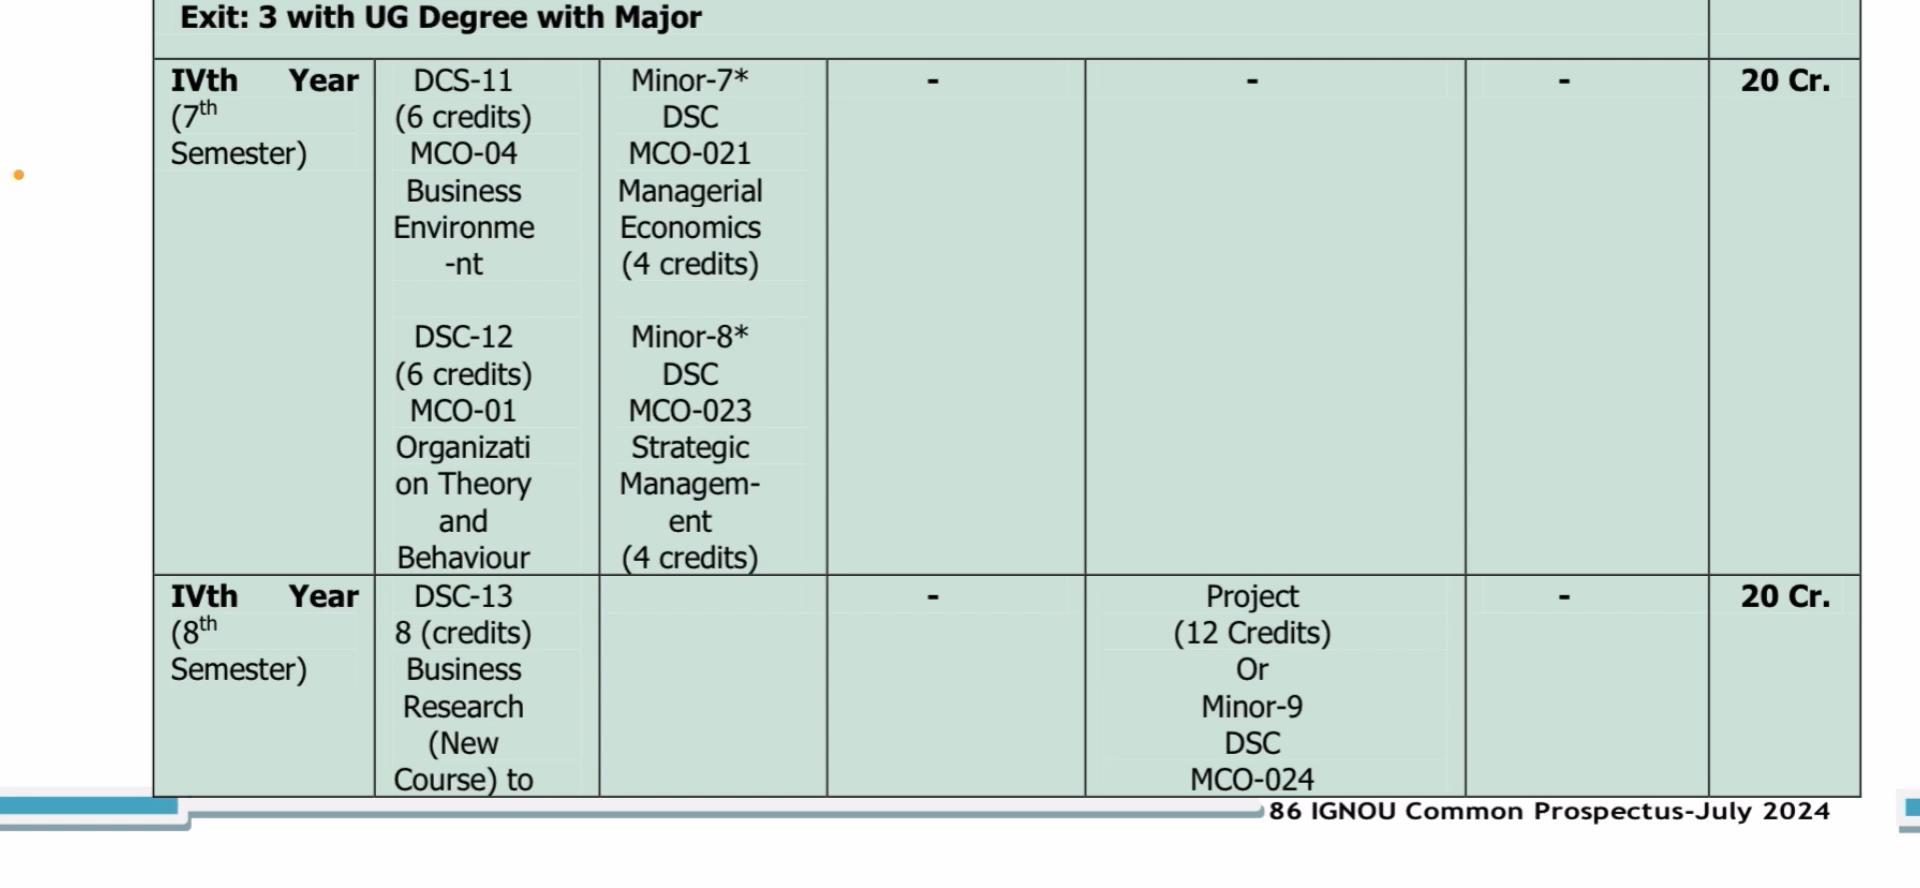 Exit: 3 with UG Degree with Major
IVth Year
(7th
Semester)
DCS-11
(6 credits)
MCO-04
Business
Environme
-nt
DSC-12
(6 credits)
MCO-01
Organizati
on Theory
and
Behaviour
Minor-7*
DSC
MCO-021
Managerial
Economics
(4 credits)
Minor-8*
DSC
MCO-023
Strategic
Managem-
ent
(4 credits)
-
-
-
20 Cr.
IVth Year
(8th
Semester)
DSC-13
8 (credits)
Business
Research
(New
Course) to
-
Project
(12 Credits)
Or
Minor-9
DSC
MCO-024
-
20 Cr.
86 IGNOU Common Prospectus-July 2024